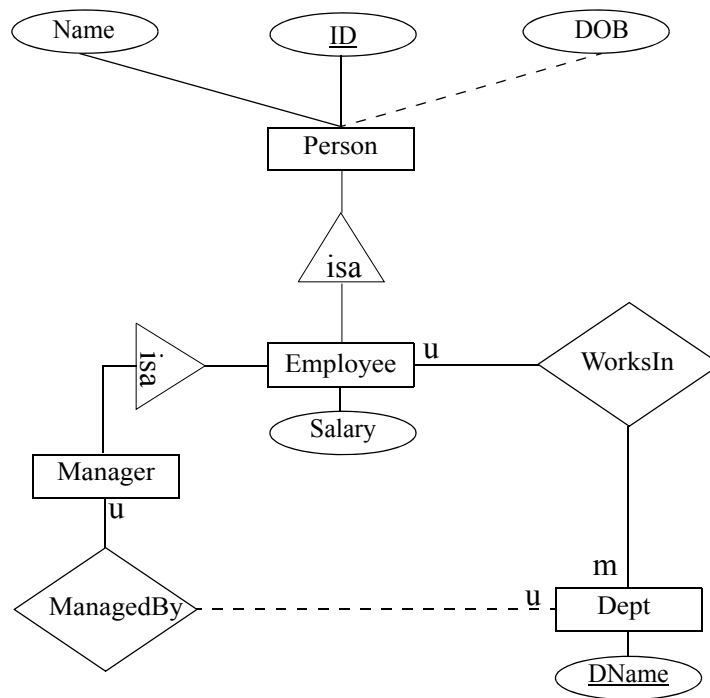 Name
ID
DOB
Person
isa
isa
Employee
u
WorksIn
Salary
Manager
u
m
ManagedBy
u
Dept
DName